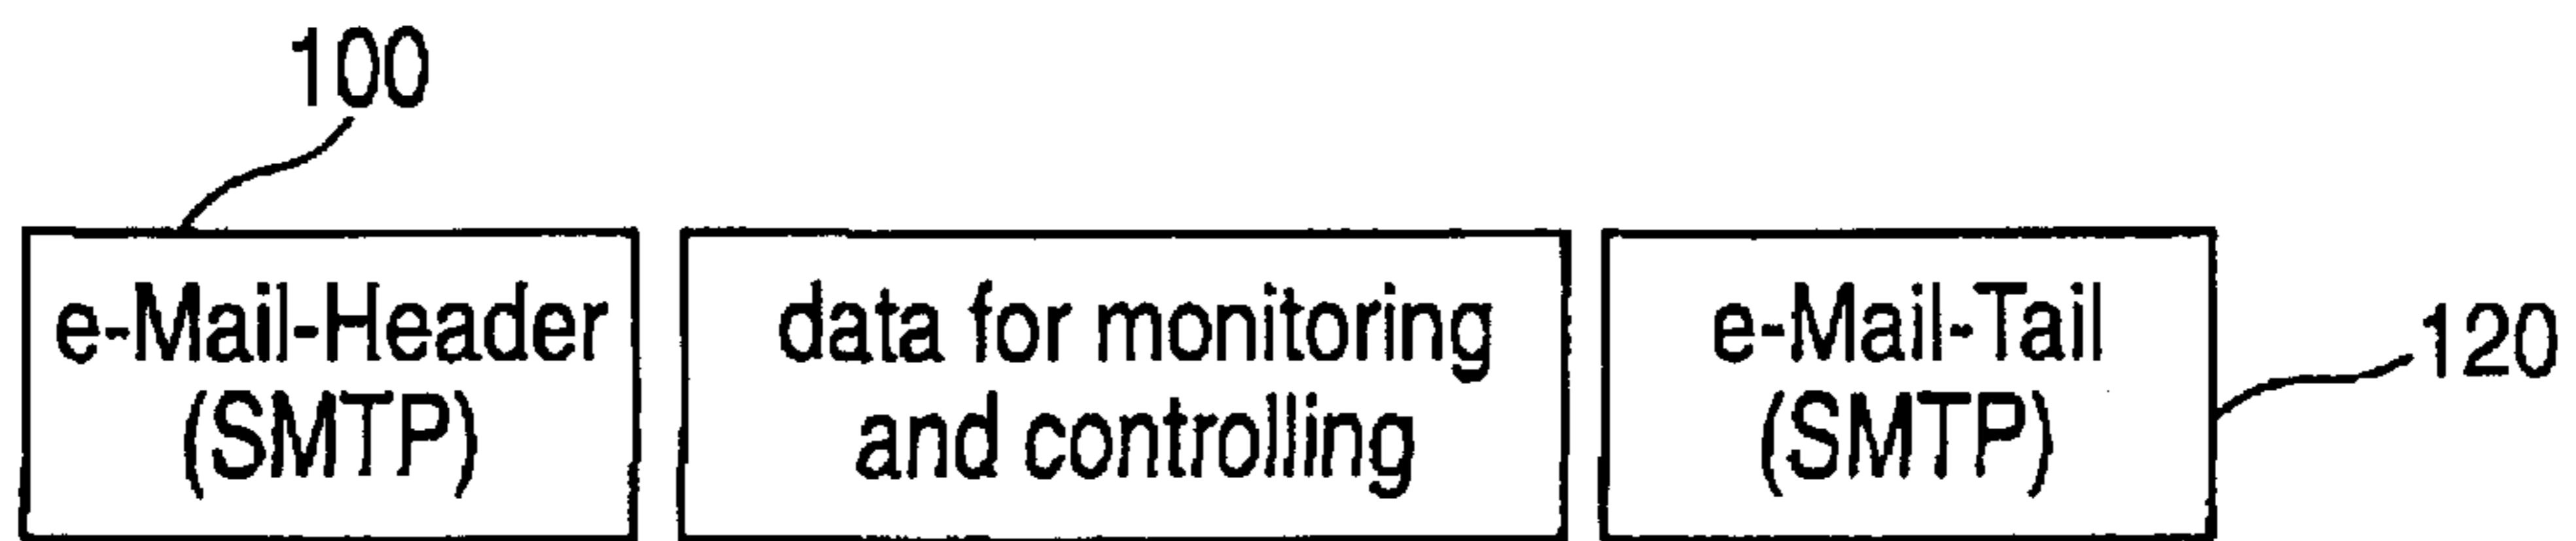 100
e-Mail-Header
(SMTP)
data for monitoring
and controlling
e-Mail-Tail
(SMTP)
120